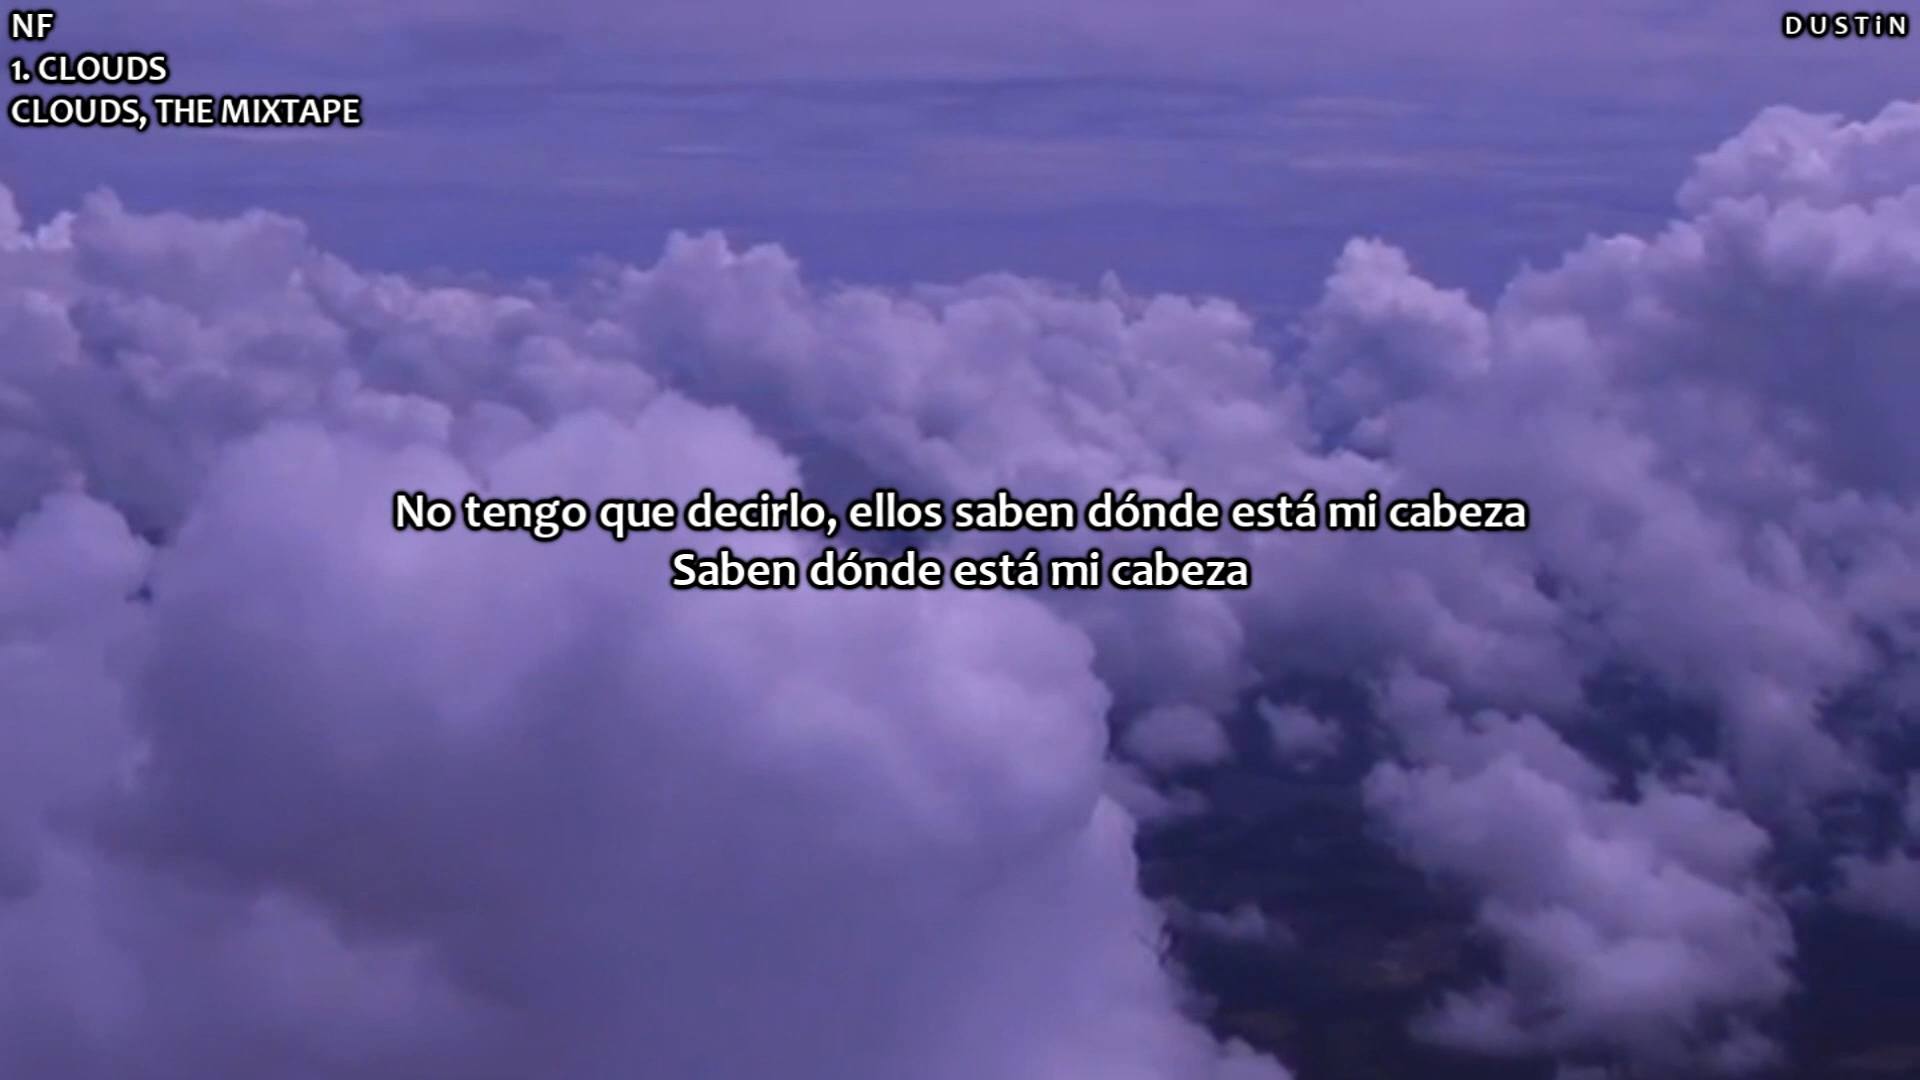 NF
1. CLOUDS
CLOUDS, THE MIXTAPE
DUSTiN
No tengo que decirlo, ellos saben dónde está mi cabeza
Saben dónde está mi cabeza